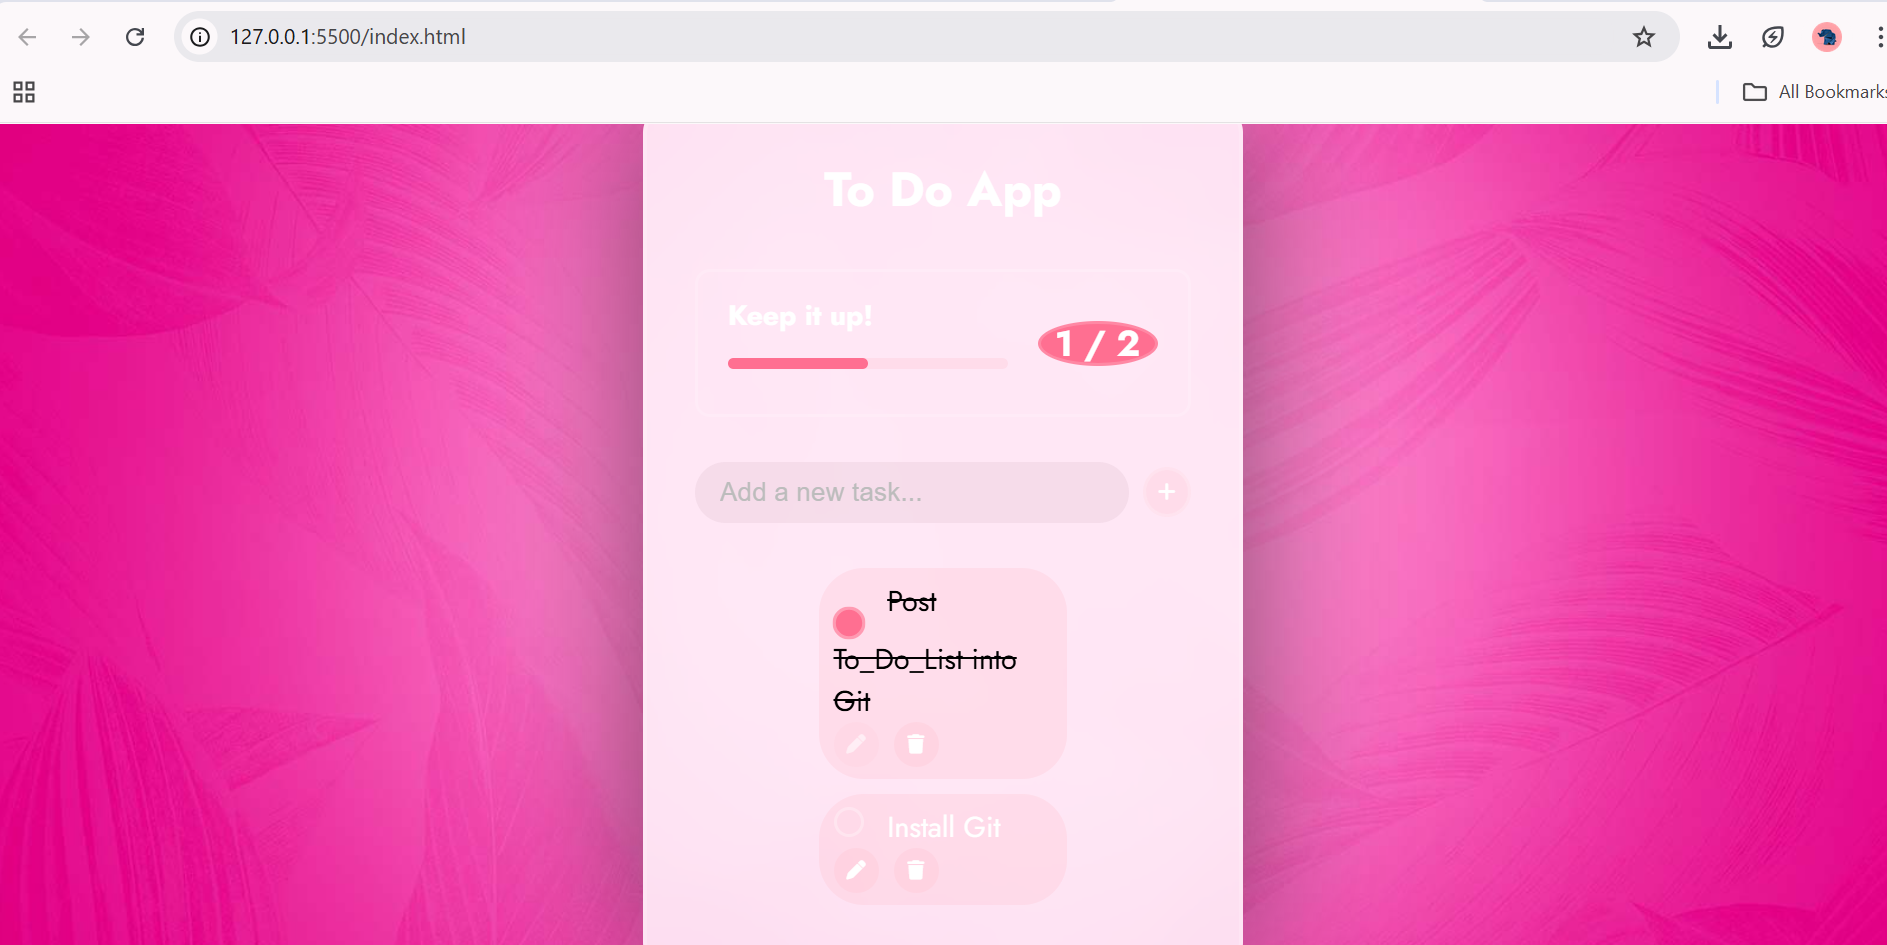 127.0.0.1:5500/index.html
All Bookmarks
To Do App
Keep it up!
1 / 2
Add a new task...
Post
To_Do_List into
Git
Install Git